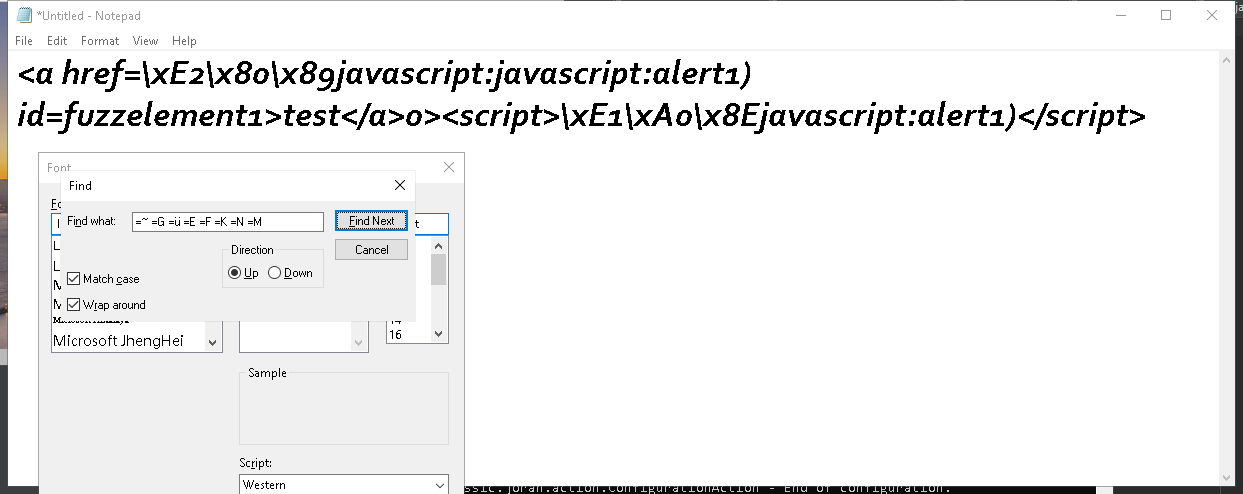 *Untitled - Notepad
File Edit Format View Help
<a href=\xE2\x80\x89javascript:javascript:alert1)
id=fuzzelement1>test</a>0><script>\xE1\xA0\x8Ejavascript:alert1)</script>
Font
Find
Find what: =~ =G =ü =E =F =K =N =M
Find Next
Cancel
Direction
Up Down
Match case
Wrap around
14
Microsoft JhengHei
16
Sample
Script:
Western
ssic.joran.action.ConfigurationAction - End of configuration.